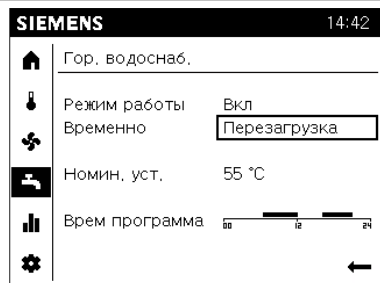 SIEMENS 14:42
Гор. водоснаб.
Режим работы Вкл
Временно Перезагрузка
Номин. уст. 55 °C
Врем программа
00 12 24